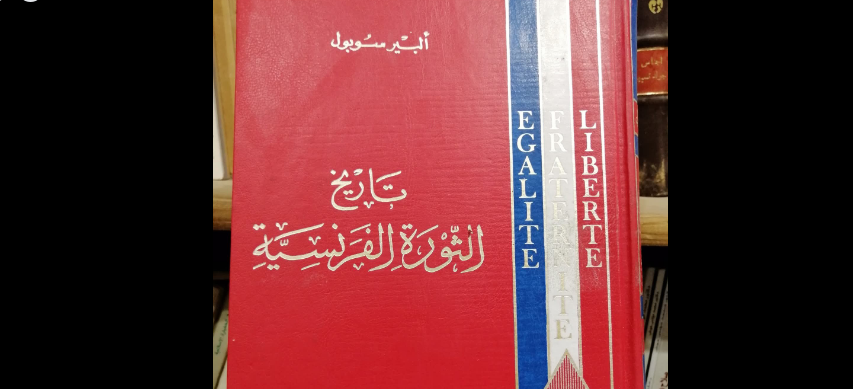 ألبير سوبول
تاريخ
الثورة الفرنسية
EGALITE
FRATERNITE
LIBERTE